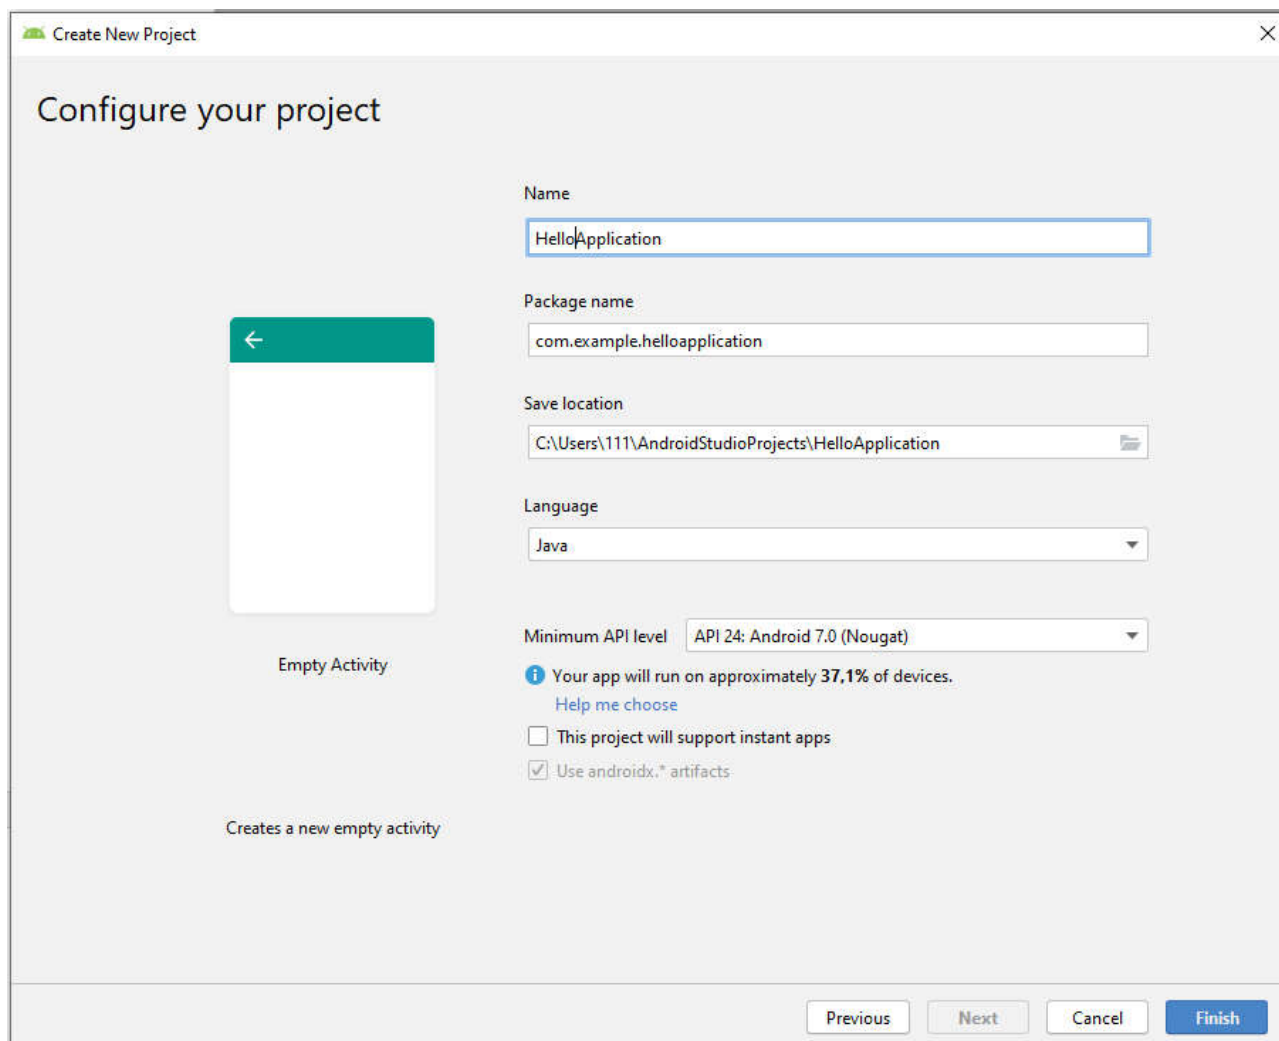 Create New Project
Configure your project
Name
HelloApplication
Package name
com.example.helloapplication
Save location
C:\Users\111\AndroidStudioProjects\HelloApplication
Language
Java
Minimum API level API 24: Android 7.0 (Nougat)
Empty Activity
Your app will run on approximately 37,1% of devices.
Help me choose
This project will support instant apps
Use androidx.* artifacts
Creates a new empty activity
Previous Next Cancel Finish